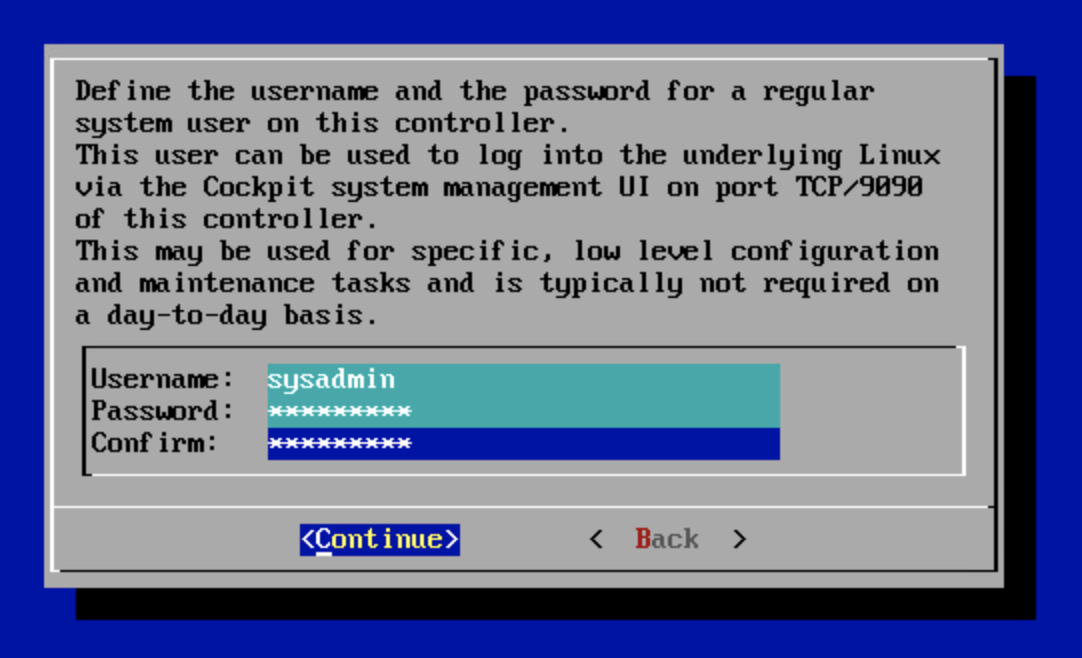 Define the username and the password for a regular
system user on this controller.
This user can be used to log into the underlying Linux
via the Cockpit system management UI on port TCP/9090
of this controller.
This may be used for specific, low level configuration
and maintenance tasks and is typically not required on
a day-to-day basis.
Username: sysadmin
Password: *********
Confirm: *********
<Continue> < Back >